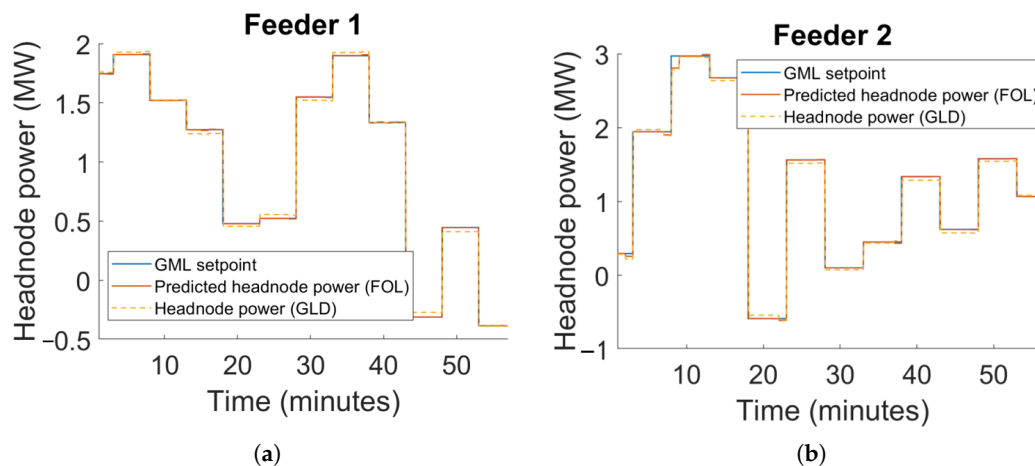 Feeder 1
Headnode power (MW)
2
1.5
1
0.5
0
−0.5
GML setpoint
Predicted headnode power (FOL)
Headnode power (GLD)
10
20
30
40
50
Time (minutes)
(a)
Feeder 2
Headnode power (MW)
3
2
1
0
−1
GML setpoint
Predicted headnode power (FOL)
Headnode power (GLD)
10
20
30
40
50
Time (minutes)
(b)